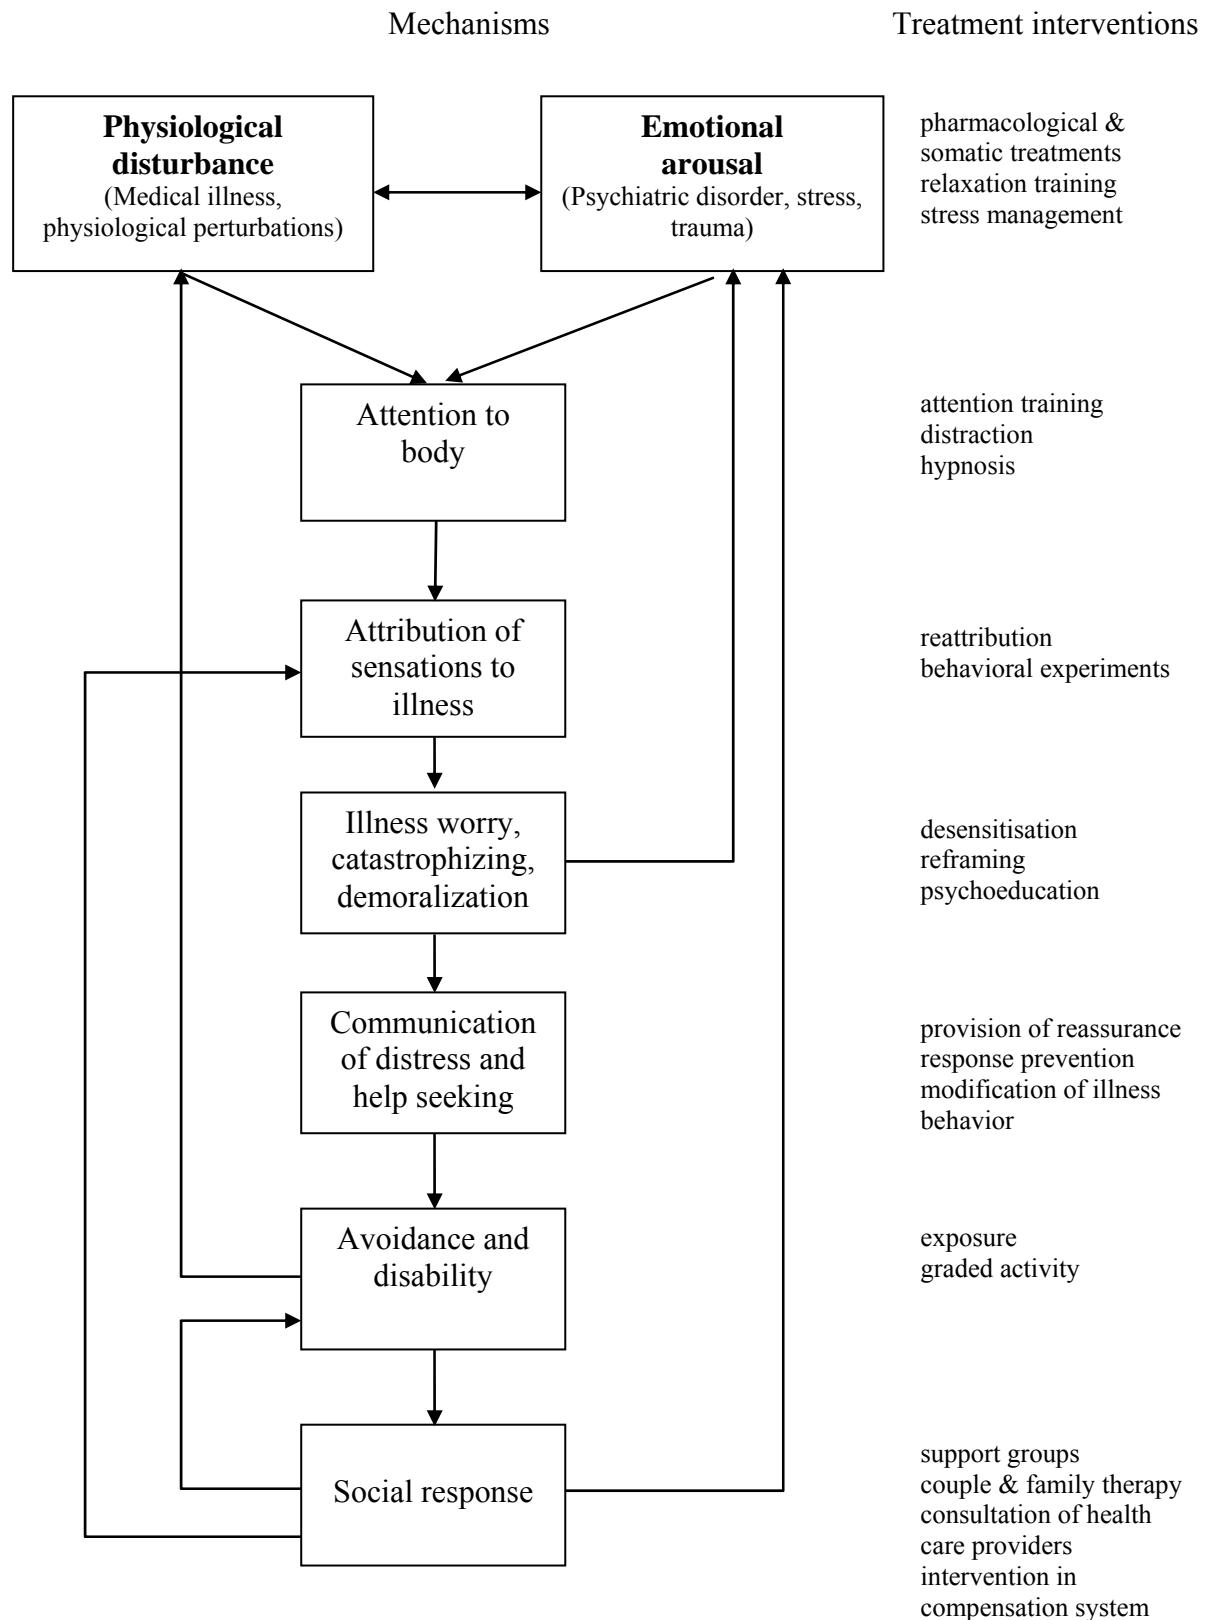 Mechanisms
Treatment interventions
Physiological
disturbance
(Medical illness,
physiological perturbations)
Emotional
arousal
(Psychiatric disorder, stress,
trauma)
pharmacological &
somatic treatments
relaxation training
stress management
Attention to
body
attention training
distraction
hypnosis
Attribution of
sensations to
illness
reattribution
behavioral experiments
Illness worry,
catastrophizing,
demoralization
desensitisation
reframing
psychoeducation
Communication
of distress and
help seeking
provision of reassurance
response prevention
modification of illness
behavior
Avoidance and
disability
exposure
graded activity
Social response
support groups
couple & family therapy
consultation of health
care providers
intervention in
compensation system